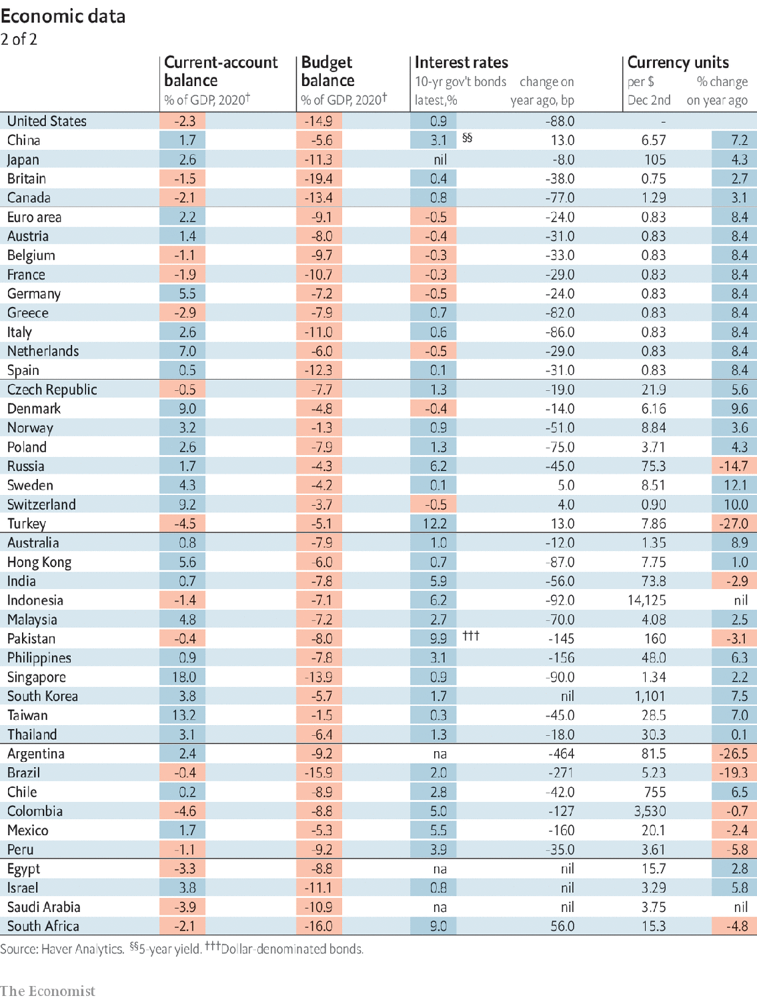 Economic data
2 of 2
Current-account balance % of GDP, 2020† Budget balance % of GDP, 2020† Interest rates 10-yr gov't bonds latest,% change on year ago, bp Currency units per $ Dec 2nd % change on year ago
United States -2.3 -14.9 0.9 -88.0 -
China 1.7 -5.6 3.1 §§ 13.0 6.57 7.2
Japan 2.6 -11.3 nil -8.0 105 4.3
Britain -1.5 -19.4 0.4 -38.0 0.75 2.7
Canada -2.1 -13.4 0.8 -77.0 1.29 3.1
Euro area 2.2 -9.1 -0.5 -24.0 0.83 8.4
Austria 1.4 -8.0 -0.4 -31.0 0.83 8.4
Belgium -1.1 -9.7 -0.3 -33.0 0.83 8.4
France -1.9 -10.7 -0.3 -29.0 0.83 8.4
Germany 5.5 -7.2 -0.5 -24.0 0.83 8.4
Greece -2.9 -7.9 0.7 -82.0 0.83 8.4
Italy 2.6 -11.0 0.6 -86.0 0.83 8.4
Netherlands 7.0 -6.0 -0.5 -29.0 0.83 8.4
Spain 0.5 -12.3 0.1 -31.0 0.83 8.4
Czech Republic -0.5 -7.7 1.3 -19.0 21.9 5.6
Denmark 9.0 -4.8 -0.4 -14.0 6.16 9.6
Norway 3.2 -1.3 0.9 -51.0 8.84 3.6
Poland 2.6 -7.9 1.3 -75.0 3.71 4.3
Russia 1.7 -4.3 6.2 -45.0 75.3 -14.7
Sweden 4.3 -4.2 0.1 5.0 8.51 12.1
Switzerland 9.2 -3.7 -0.5 4.0 0.90 10.0
Turkey -4.5 -5.1 12.2 13.0 7.86 -27.0
Australia 0.8 -7.9 1.0 -12.0 1.35 8.9
Hong Kong 5.6 -6.0 0.7 -87.0 7.75 1.0
India 0.7 -7.8 5.9 -56.0 73.8 -2.9
Indonesia -1.4 -7.1 6.2 -92.0 14,125 nil
Malaysia 4.8 -7.2 2.7 -70.0 4.08 2.5
Pakistan -0.4 -8.0 9.9 ††† -145 160 -3.1
Philippines 0.9 -7.8 3.1 -156 48.0 6.3
Singapore 18.0 -13.9 0.9 -90.0 1.34 2.2
South Korea 3.8 -5.7 1.7 nil 1,101 7.5
Taiwan 13.2 -1.5 0.3 -45.0 28.5 7.0
Thailand 3.1 -6.4 1.3 -18.0 30.3 0.1
Argentina 2.4 -9.2 na -464 81.5 -26.5
Brazil -0.4 -15.9 2.0 -271 5.23 -19.3
Chile 0.2 -8.9 2.8 -42.0 755 6.5
Colombia -4.6 -8.8 5.0 -127 3,530 -0.7
Mexico 1.7 -5.3 5.5 -160 20.1 -2.4
Peru -1.1 -9.2 3.9 -35.0 3.61 -5.8
Egypt -3.3 -8.8 na nil 15.7 2.8
Israel 3.8 -11.1 0.8 nil 3.29 5.8
Saudi Arabia -3.9 -10.9 na nil 3.75 nil
South Africa -2.1 -16.0 9.0 56.0 15.3 -4.8
Source: Haver Analytics. §§5-year yield. †††Dollar-denominated bonds.
The Economist